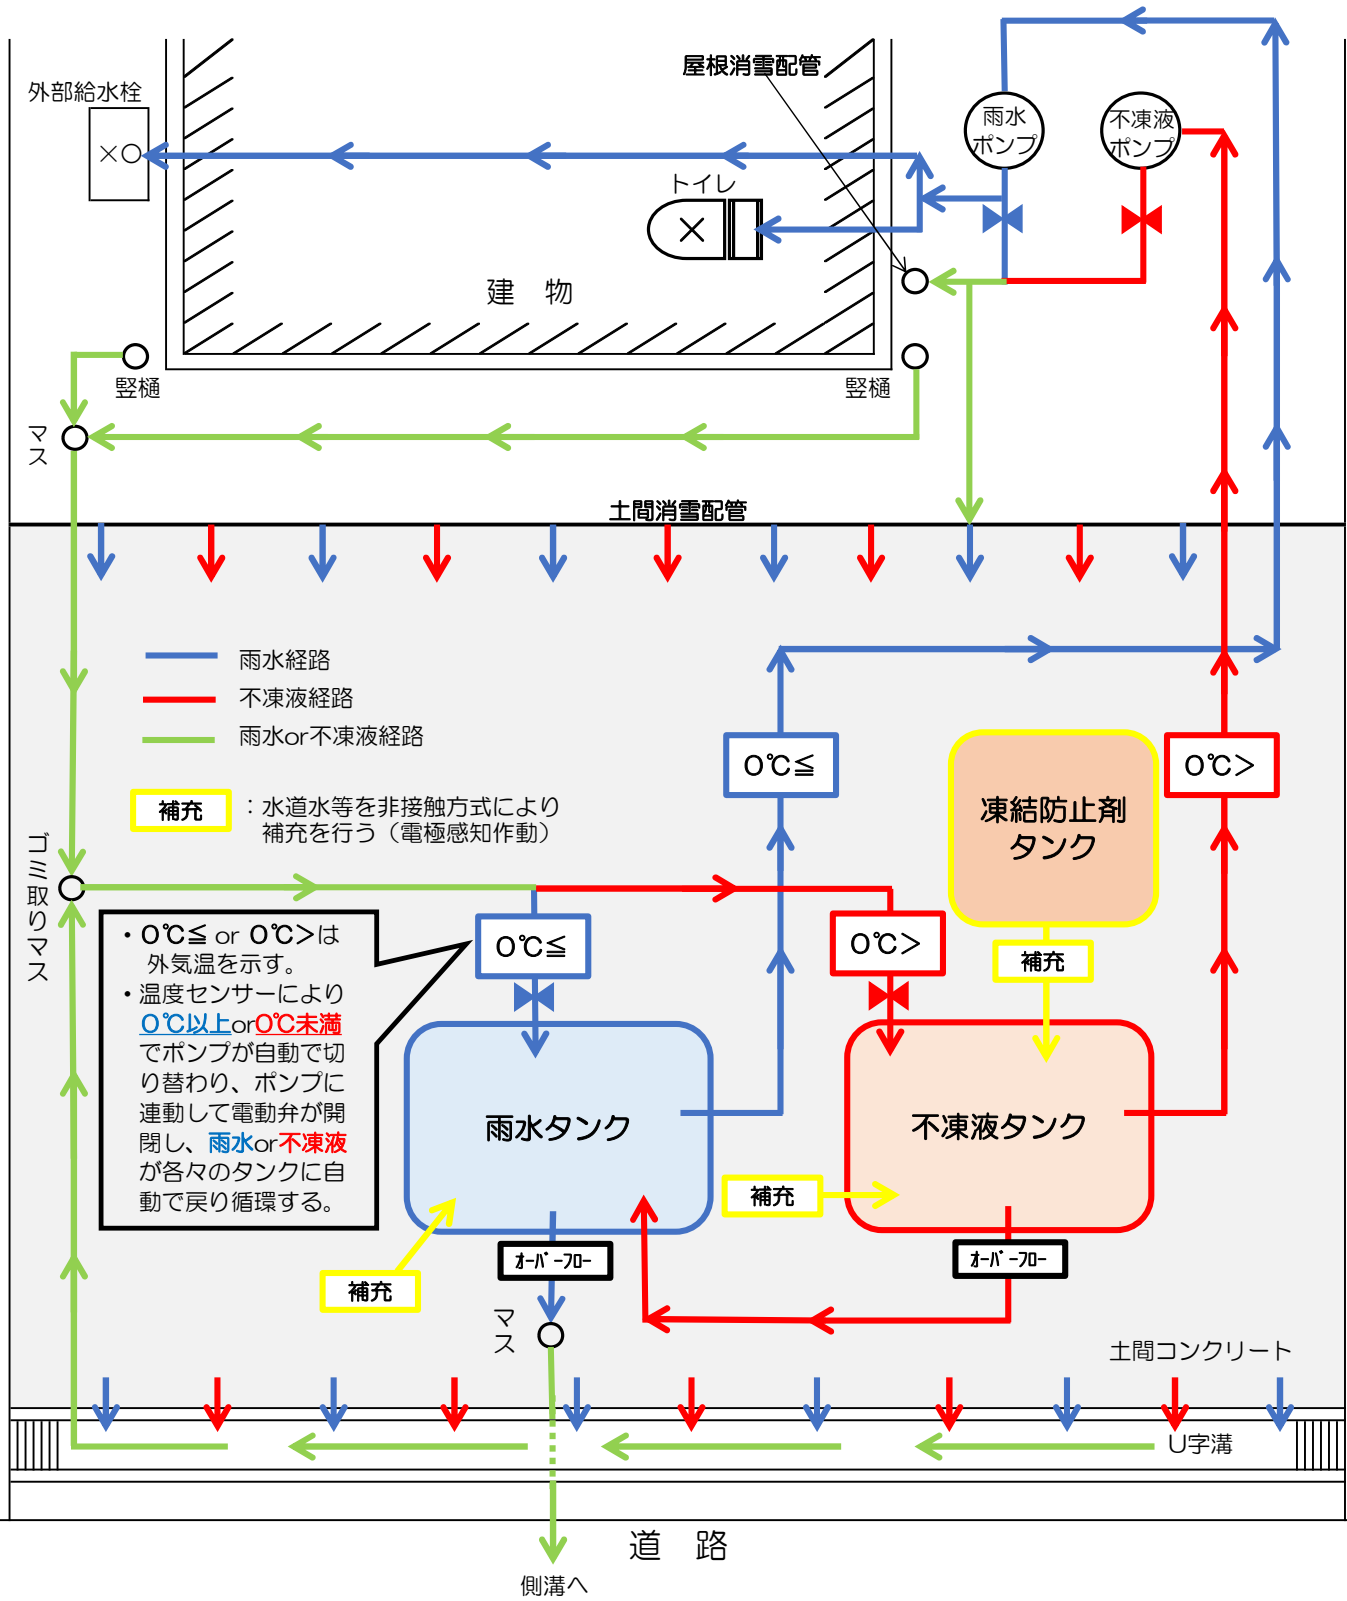 屋根消雪配管
外部給水栓
×○
雨水
ポンプ
不凍液
ポンプ
トイレ
建 物
竪樋
竪樋
マス
土間消雪配管
雨水経路
不凍液経路
雨水or不凍液経路
補充
：水道水等を非接触方式により
補充を行う（電極感知作動）
0℃≦
0℃＞
凍結防止剤
タンク
補充
ゴミ取りマス
0℃≦
0℃＞
・0℃≦ or 0℃＞は
外気温を示す。
・温度センサーにより
0℃以上or0℃未満
でポンプが自動で切
り替わり、ポンプに
連動して電動弁が開
閉し、雨水or不凍液
が各々のタンクに自
動で戻り循環する。
雨水タンク
不凍液タンク
補充
補充
ｵｰﾊﾞｰﾌﾛｰ
ｵｰﾊﾞｰﾌﾛｰ
マス
土間コンクリート
U字溝
道 路
側溝へ